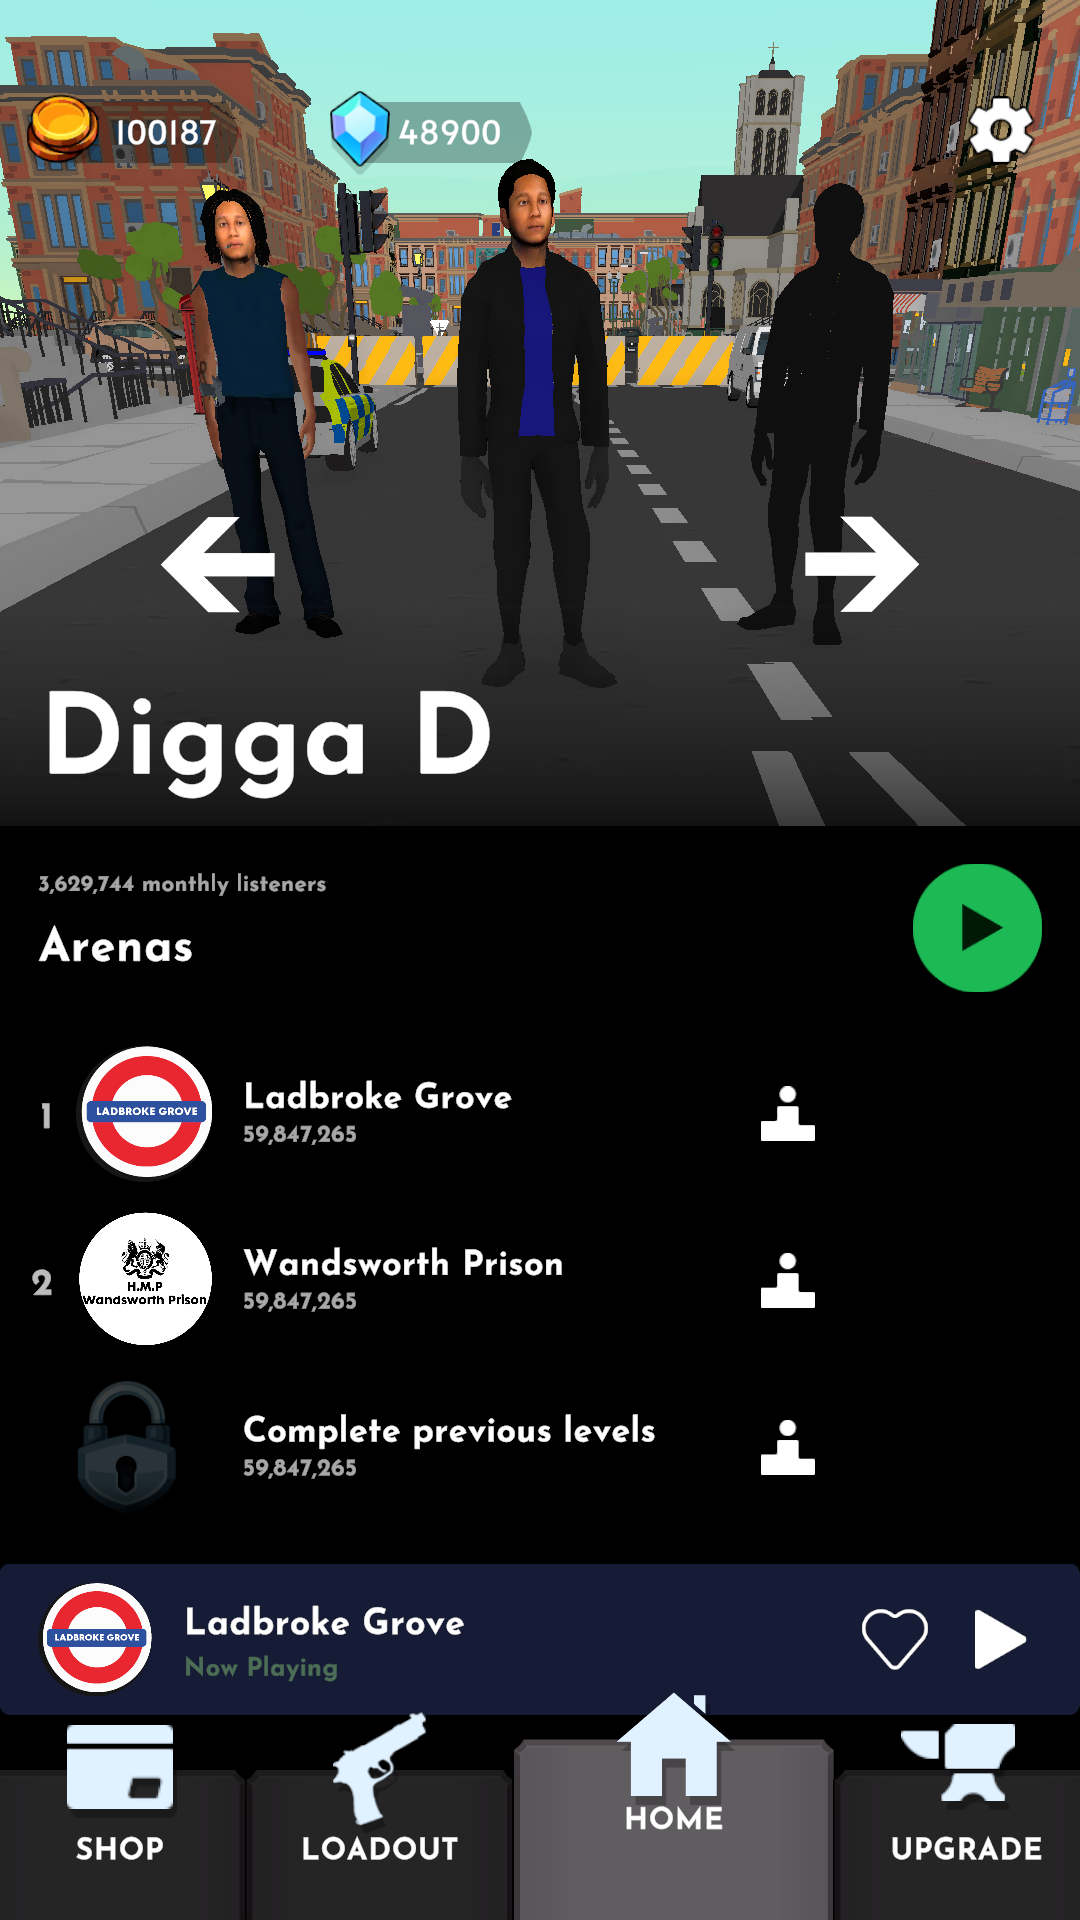 100187
48900
Digga D
3,629,744 monthly listeners
Arenas
1
LADBROKE GROVE
Ladbroke Grove
59,847,265
2
H.M.P
Wandsworth Prison
Wandsworth Prison
59,847,265
Complete previous levels
59,847,265
LADBROKE GROVE
Ladbroke Grove
Now Playing
SHOP
LOADOUT
HOME
UPGRADE